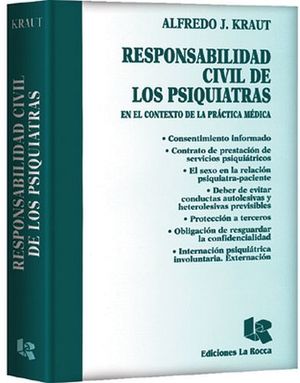 KRAUT
RESPONSABILIDAD CIVIL
DE LOS PSIQUIATRAS
ALFREDO J. KRAUT
RESPONSABILIDAD
CIVIL DE
LOS PSIQUIATRAS
EN EL CONTEXTO DE LA PRÁCTICA MÉDICA
• Consentimiento informado
• Contrato de prestación de
servicios psiquiátricos
• El sexo en la relación
psiquiatra-paciente
• Deber de evitar
conductas autolesivas y
heterolesivas previsibles
• Protección a terceros
• Obligación de resguardar
la confidencialidad
• Internación psiquiátrica
involuntaria. Externación
Ediciones La Rocca